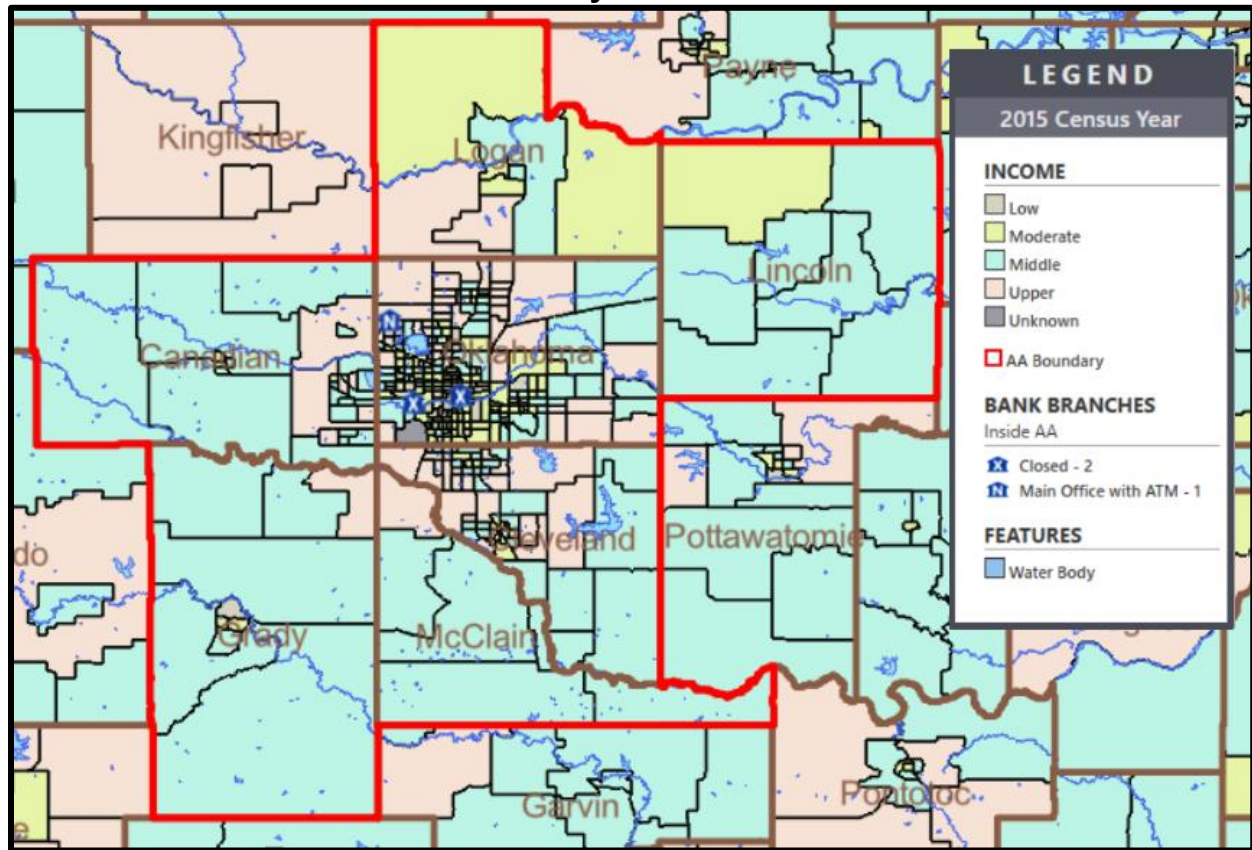 Kingfisher
Logan
Payne
Lincoln
Canadian
Oklahoma
Cleveland
Pottawatomie
do
Grady
McClain
Garvin
Pontotoc
e
LEGEND
2015 Census Year
INCOME
Low
Moderate
Middle
Upper
Unknown
AA Boundary
BANK BRANCHES
Inside AA
X Closed - 2
N Main Office with ATM - 1
FEATURES
Water Body
N
X
X